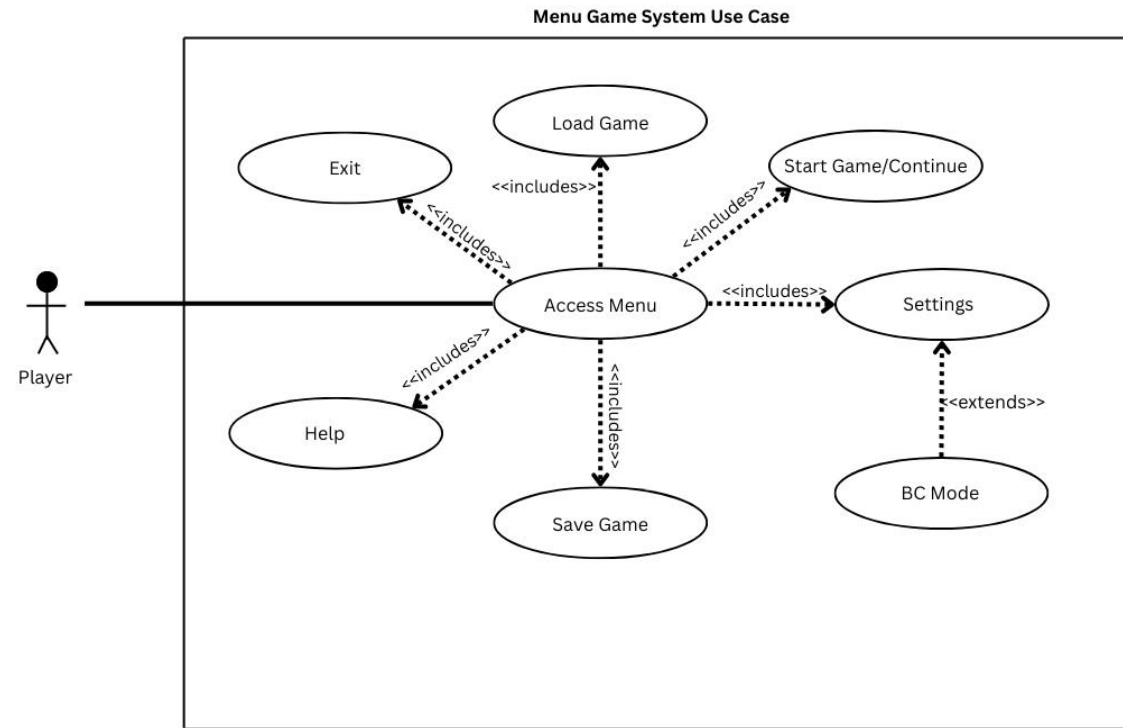 Menu Game System Use Case
Load Game
Exit
Start Game/Continue
<<includes>>
<<includes>>
<<includes>>
Access Menu
<<includes>>
Settings
Player
<<includes>>
<<includes>>
<<extends>>
Help
BC Mode
Save Game